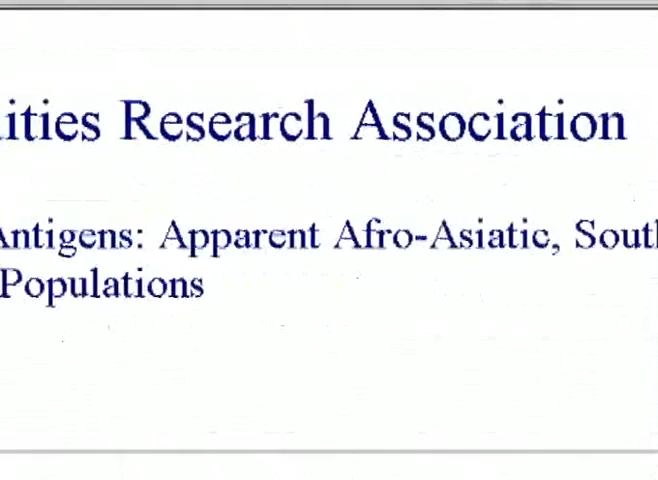 ities Research Association
Antigens: Apparent Afro-Asiatic, South
Populations